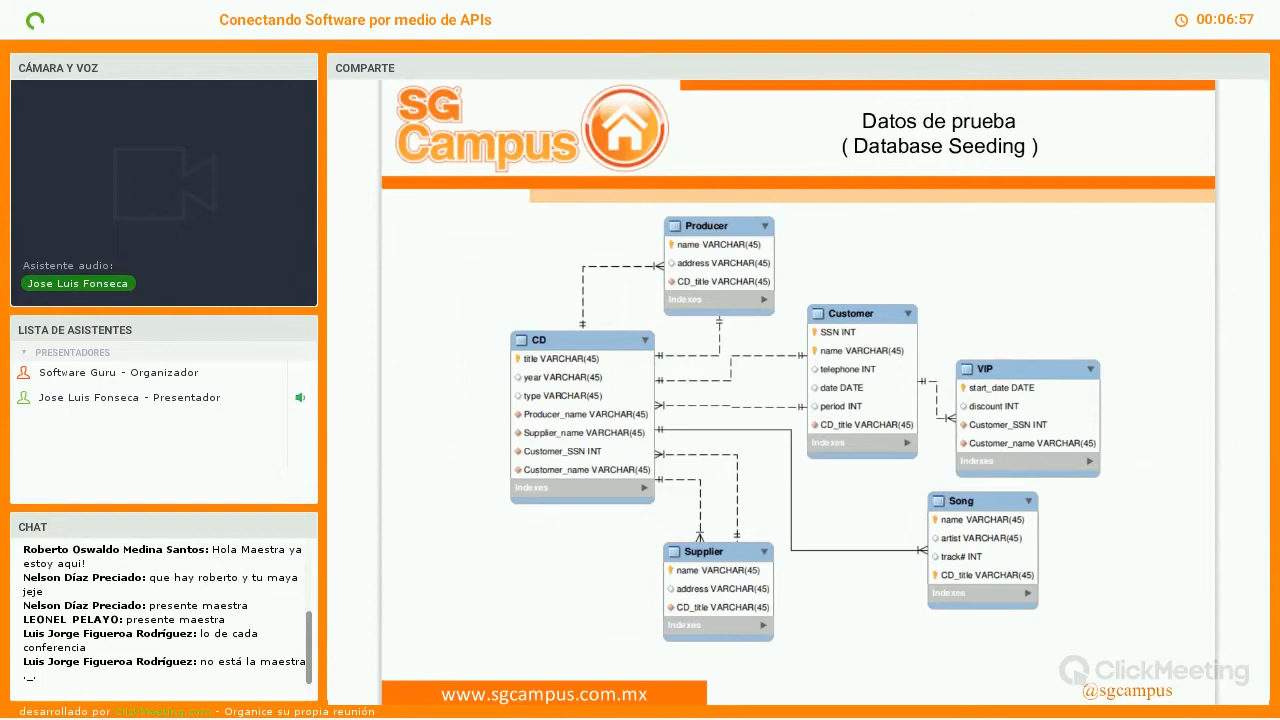 Conectando Software por medio de APIs
00:06:57
CÁMARA Y VOZ
Asistente audio:
Jose Luis Fonseca
LISTA DE ASISTENTES
PRESENTADORES
Software Guru - Organizador
Jose Luis Fonseca - Presentador
CHAT
Roberto Oswaldo Medina Santos: Hola Maestra ya
estoy aqui!
Nelson Díaz Preciado: que hay roberto y tu maya
jeje
Nelson Díaz Preciado: presente maestra
LEONEL PELAYO: presente maestra
Luis Jorge Figueroa Rodríguez: lo de cada
conferencia
Luis Jorge Figueroa Rodríguez: no está la maestra
._.
desarrollado por ClickMeeting.com - Organice su propia reunión
COMPARTE
SG
Campus
Datos de prueba
( Database Seeding )
Producer
name VARCHAR(45)
address VARCHAR(45)
CD_title VARCHAR(45)
Indexes
CD
title VARCHAR(45)
year VARCHAR(45)
type VARCHAR(45)
Producer_name VARCHAR(45)
Supplier_name VARCHAR(45)
Customer_SSN INT
Customer_name VARCHAR(45)
Indexes
Customer
SSN INT
name VARCHAR(45)
telephone INT
date DATE
period INT
CD_title VARCHAR(45)
Indexes
VIP
start_date DATE
discount INT
Customer_SSN INT
Customer_name VARCHAR(45)
Indexes
Song
name VARCHAR(45)
artist VARCHAR(45)
track# INT
CD_title VARCHAR(45)
Indexes
Supplier
name VARCHAR(45)
address VARCHAR(45)
CD_title VARCHAR(45)
Indexes
www.sgcampus.com.mx
ClickMeeting
@sgcampus